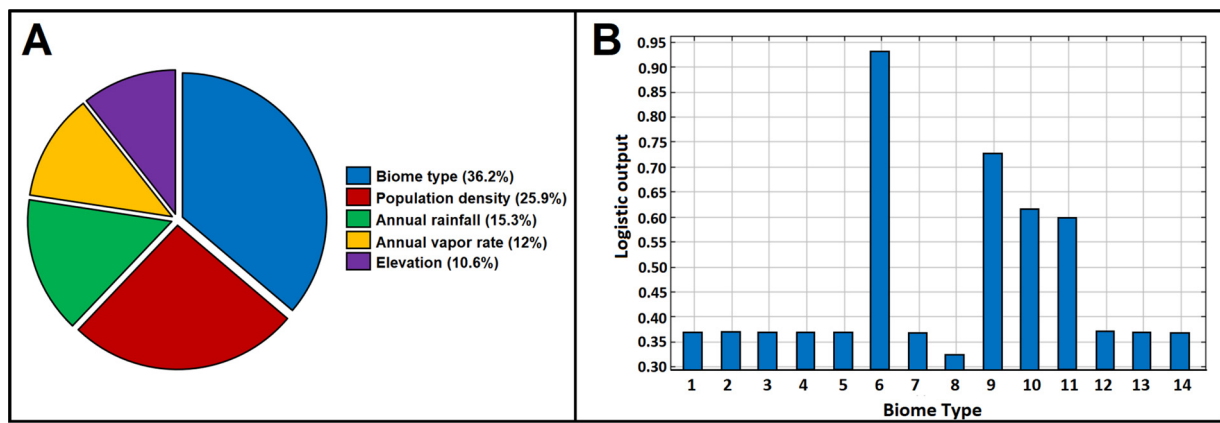 A
Biome type (36.2%)
Population density (25.9%)
Annual rainfall (15.3%)
Annual vapor rate (12%)
Elevation (10.6%)
B
Logistic output
0.95
0.90
0.85
0.80
0.75
0.70
0.65
0.60
0.55
0.50
0.45
0.40
0.35
0.30
1 2 3 4 5 6 7 8 9 10 11 12 13 14
Biome Type